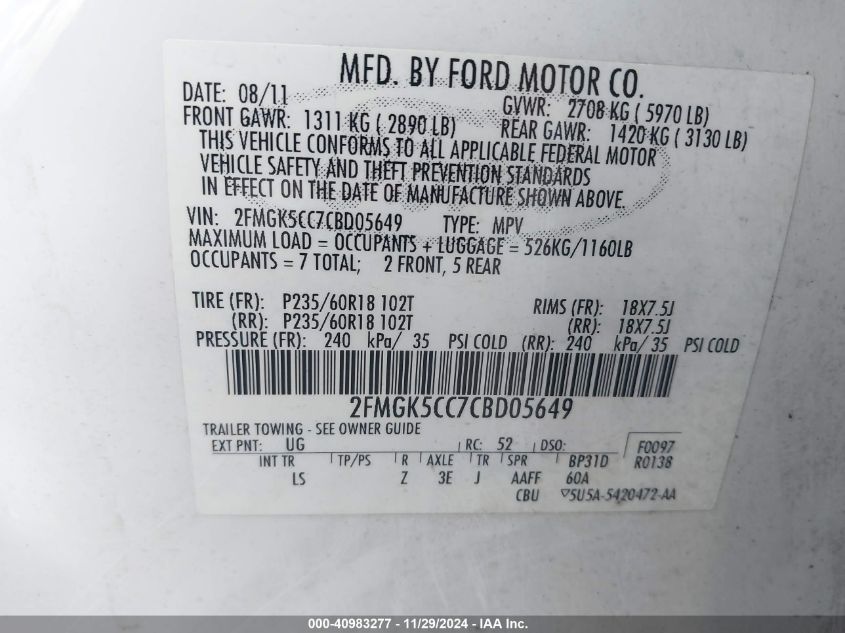 MFD. BY FORD MOTOR CO.
DATE: 08/11 GVWR: 2708 KG ( 5970 LB)
FRONT GAWR: 1311 KG ( 2890 LB) REAR GAWR: 1420 KG ( 3130 LB)
THIS VEHICLE CONFORMS TO ALL APPLICABLE FEDERAL MOTOR
VEHICLE SAFETY AND THEFT PREVENTION STANDARDS
IN EFFECT ON THE DATE OF MANUFACTURE SHOWN ABOVE.
VIN: 2FMGK5CC7CBD05649 TYPE: MPV
MAXIMUM LOAD = OCCUPANTS + LUGGAGE = 526KG/1160LB
OCCUPANTS = 7 TOTAL; 2 FRONT, 5 REAR
TIRE (FR): P235/60R18 102T RIMS (FR): 18X7.5J
(RR): P235/60R18 102T (RR): 18X7.5J
PRESSURE (FR): 240 kPa/ 35 PSI COLD (RR): 240 kPa/ 35 PSI COLD
2FMGK5CC7CBD05649
TRAILER TOWING - SEE OWNER GUIDE
EXT PNT: UG RC: 52 DSO: F0097
INT TR TP/PS R AXLE TR SPR BP31D R0138
LS Z 3E J AAFF 60A
CBU 5U5A-5420472-AA
000-40983277 - 11/29/2024 - IAA Inc.